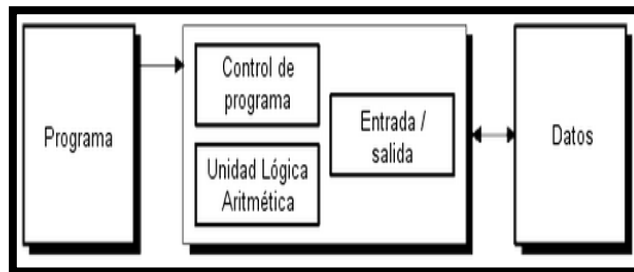 Programa
Control de
programa
Unidad Lógica
Aritmética
Entrada /
salida
Datos